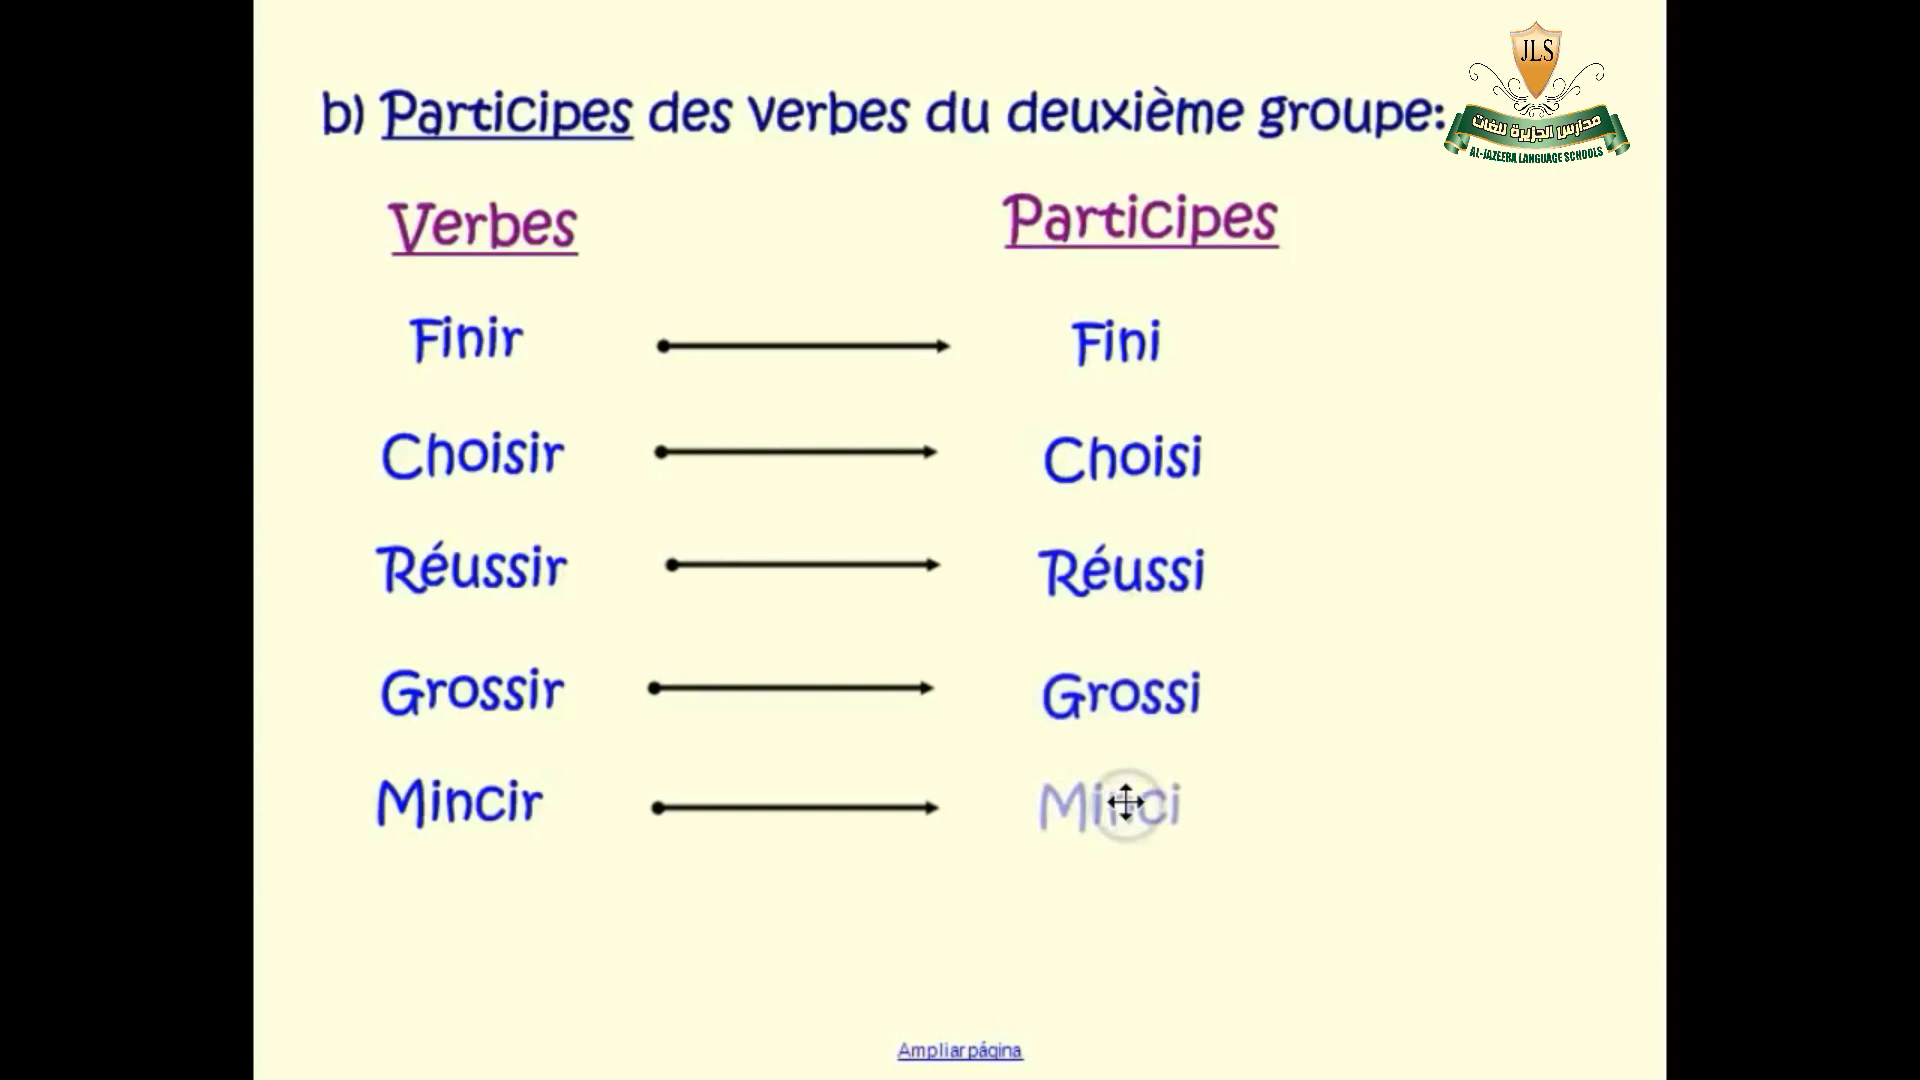 JLS
مدارس الجزيرة للغات
AL-JAZEERA LANGUAGE SCHOOLS
b) Participes des verbes du deuxième groupe:
Verbes Participes
Finir Fini
Choisir Choisi
Réussir Réussi
Grossir Grossi
Mincir Minci
Ampliar página